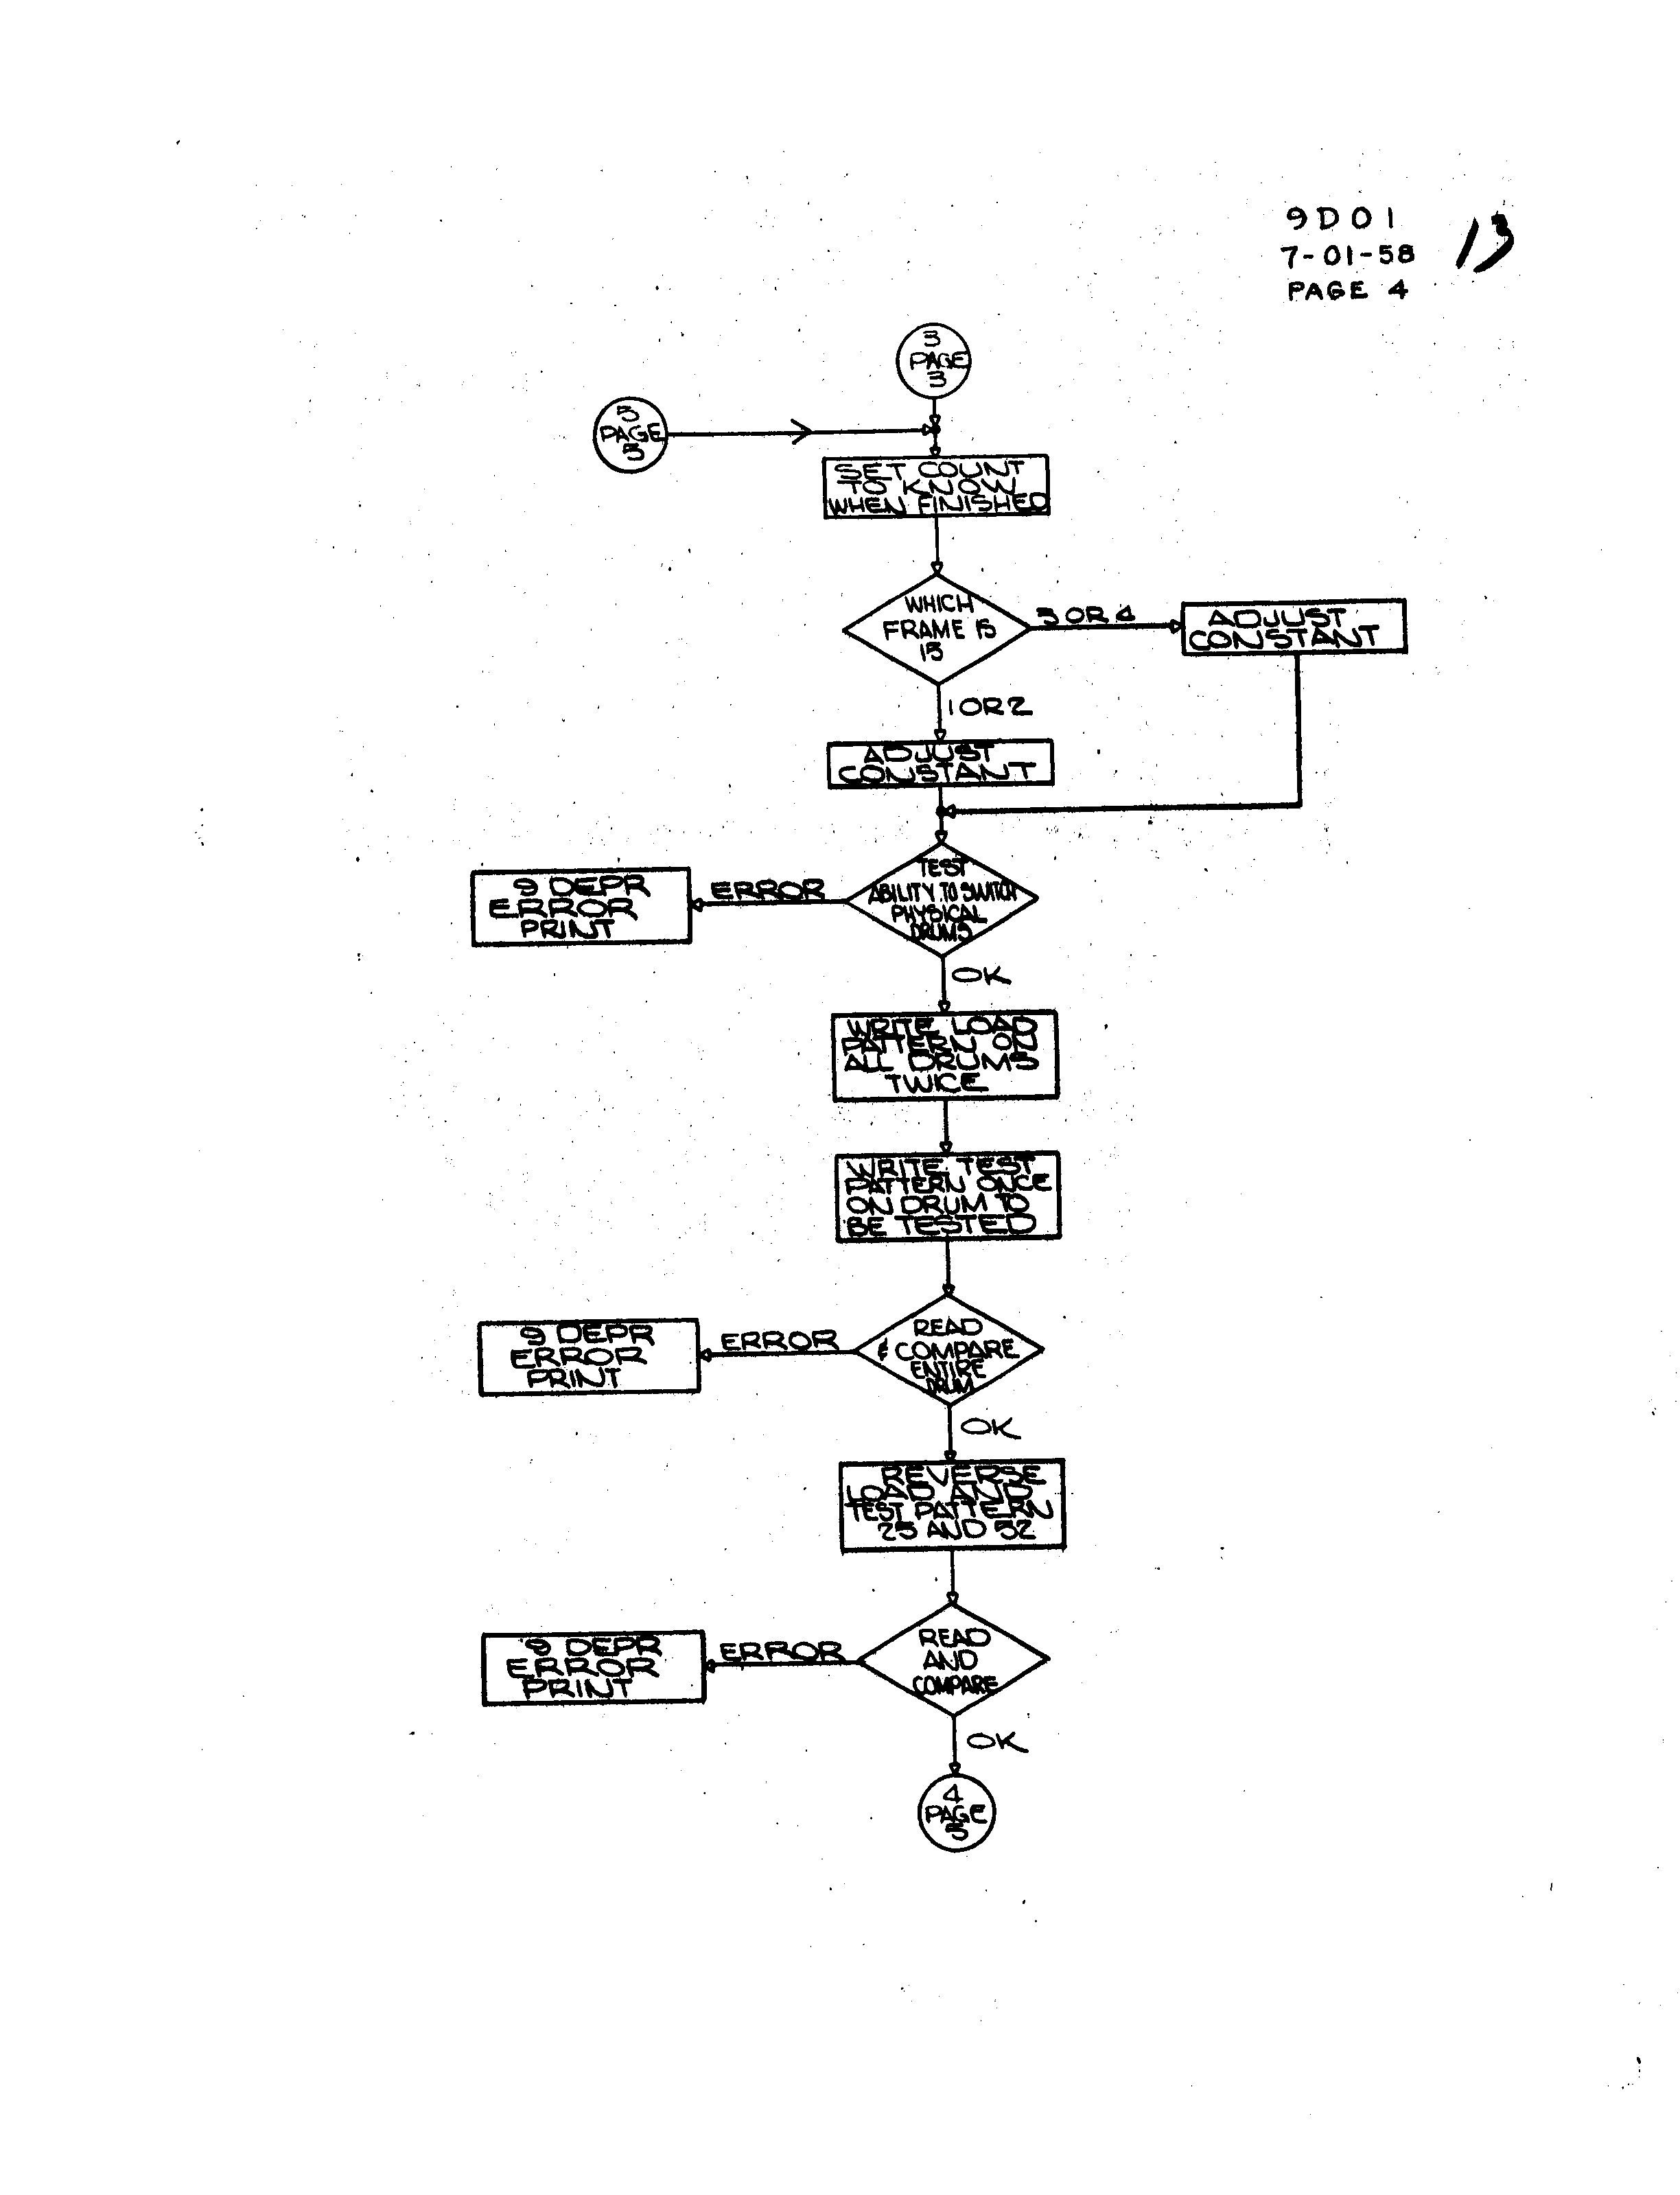 9D01
7-01-58
PAGE 4
13
3
PAGE
3
5
PAGE
5
SET COUNT
TO KNOW
WHEN FINISHED
WHICH
FRAME IS
IS
3 OR 4
ADJUST
CONSTANT
1 OR 2
ADJUST
CONSTANT
TEST
ABILITY TO SWITCH
PHYSICAL
DRUMS
ERROR
9 DEPR
ERROR
PRINT
OK
WRITE LOAD
PATTERN ON
ALL DRUMS
TWICE
WRITE TEST
PATTERN ONCE
ON DRUM TO
BE TESTED
READ
& COMPARE
ENTIRE
DRUM
ERROR
9 DEPR
ERROR
PRINT
OK
REVERSE
LOAD AND
TEST PATTERN
25 AND 52
READ
AND
COMPARE
ERROR
9 DEPR
ERROR
PRINT
OK
4
PAGE
5